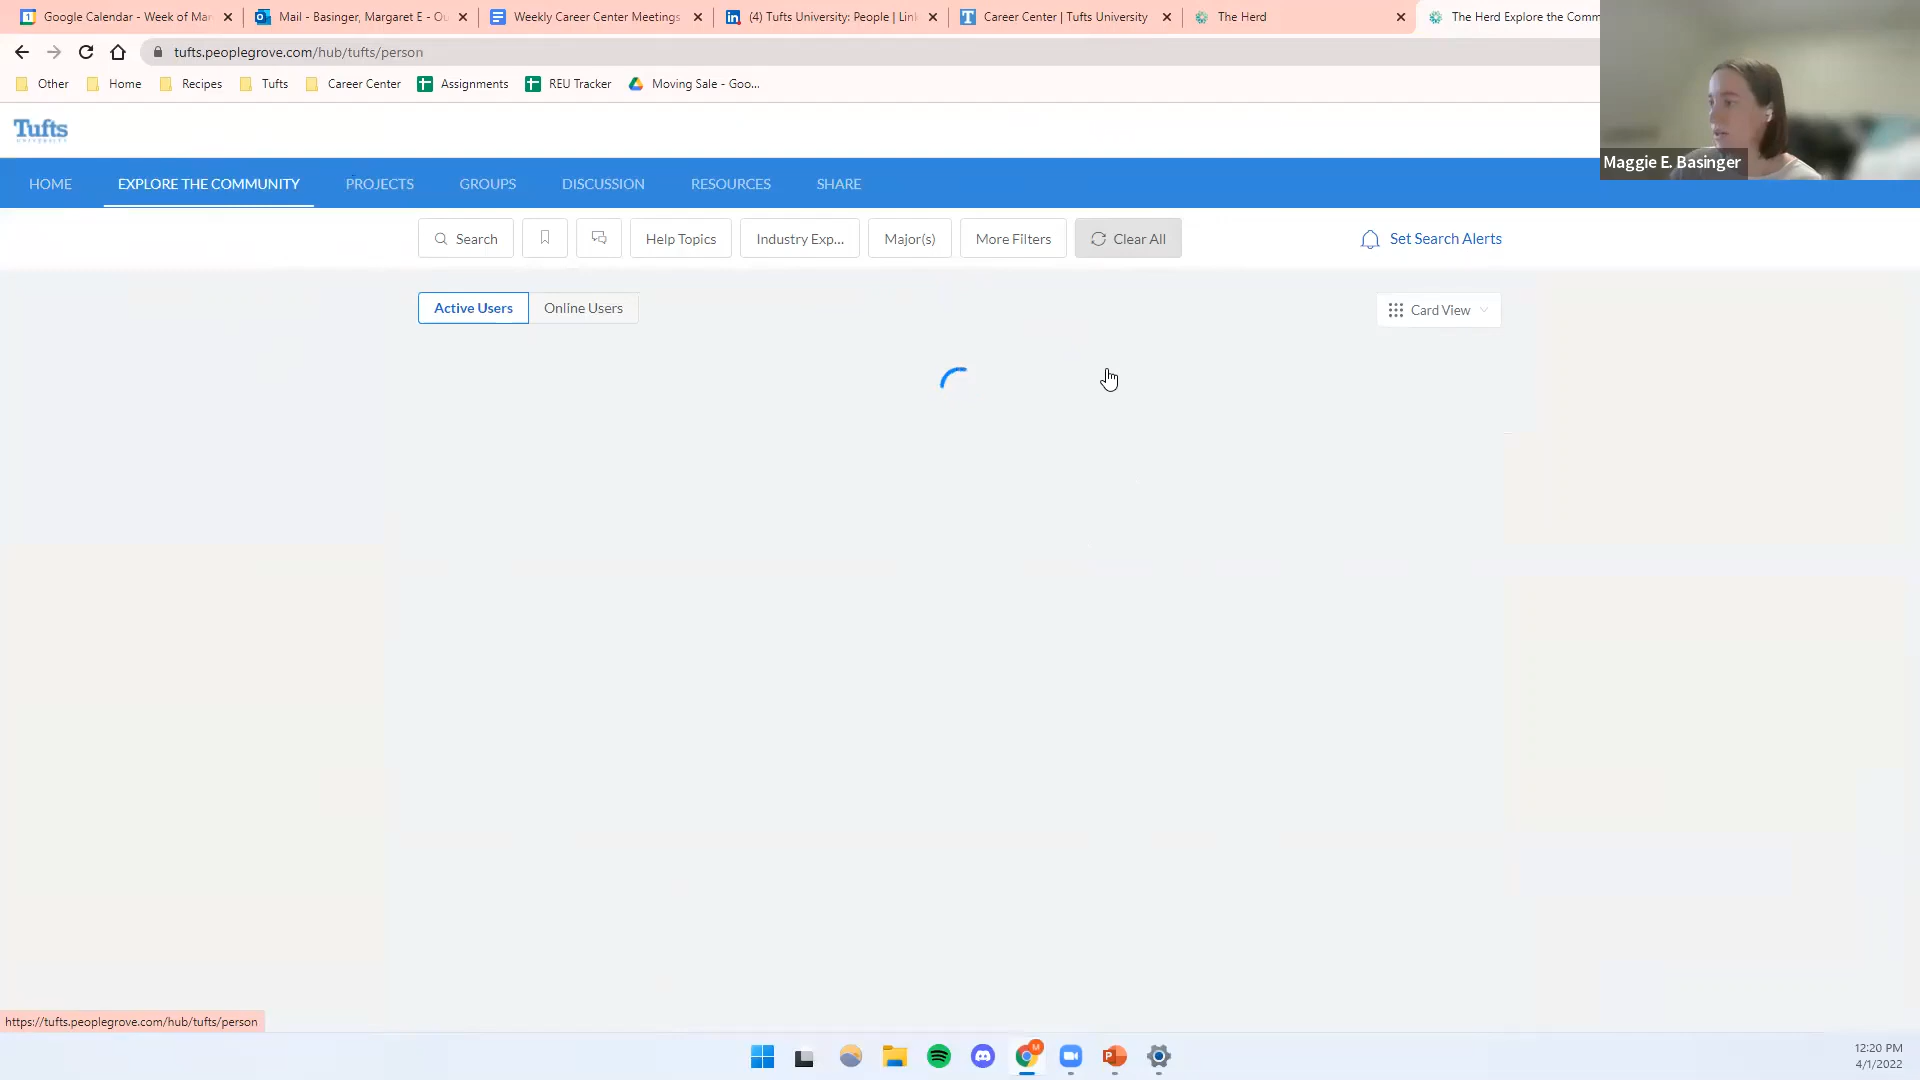 Google Calendar - Week of Mar
Mail - Basinger, Margaret E - Ou
Weekly Career Center Meetings
(4) Tufts University: People | Lin
Career Center | Tufts University
The Herd
The Herd Explore the Comm
tufts.peoplegrove.com/hub/tufts/person
Other
Home
Recipes
Tufts
Career Center
Assignments
REU Tracker
Moving Sale - Goo...
Tufts
UNIVERSITY
Maggie E. Basinger
HOME
EXPLORE THE COMMUNITY
PROJECTS
GROUPS
DISCUSSION
RESOURCES
SHARE
Search
Help Topics
Industry Exp...
Major(s)
More Filters
Clear All
Set Search Alerts
Active Users
Online Users
Card View
https://tufts.peoplegrove.com/hub/tufts/person
12:20 PM
4/1/2022